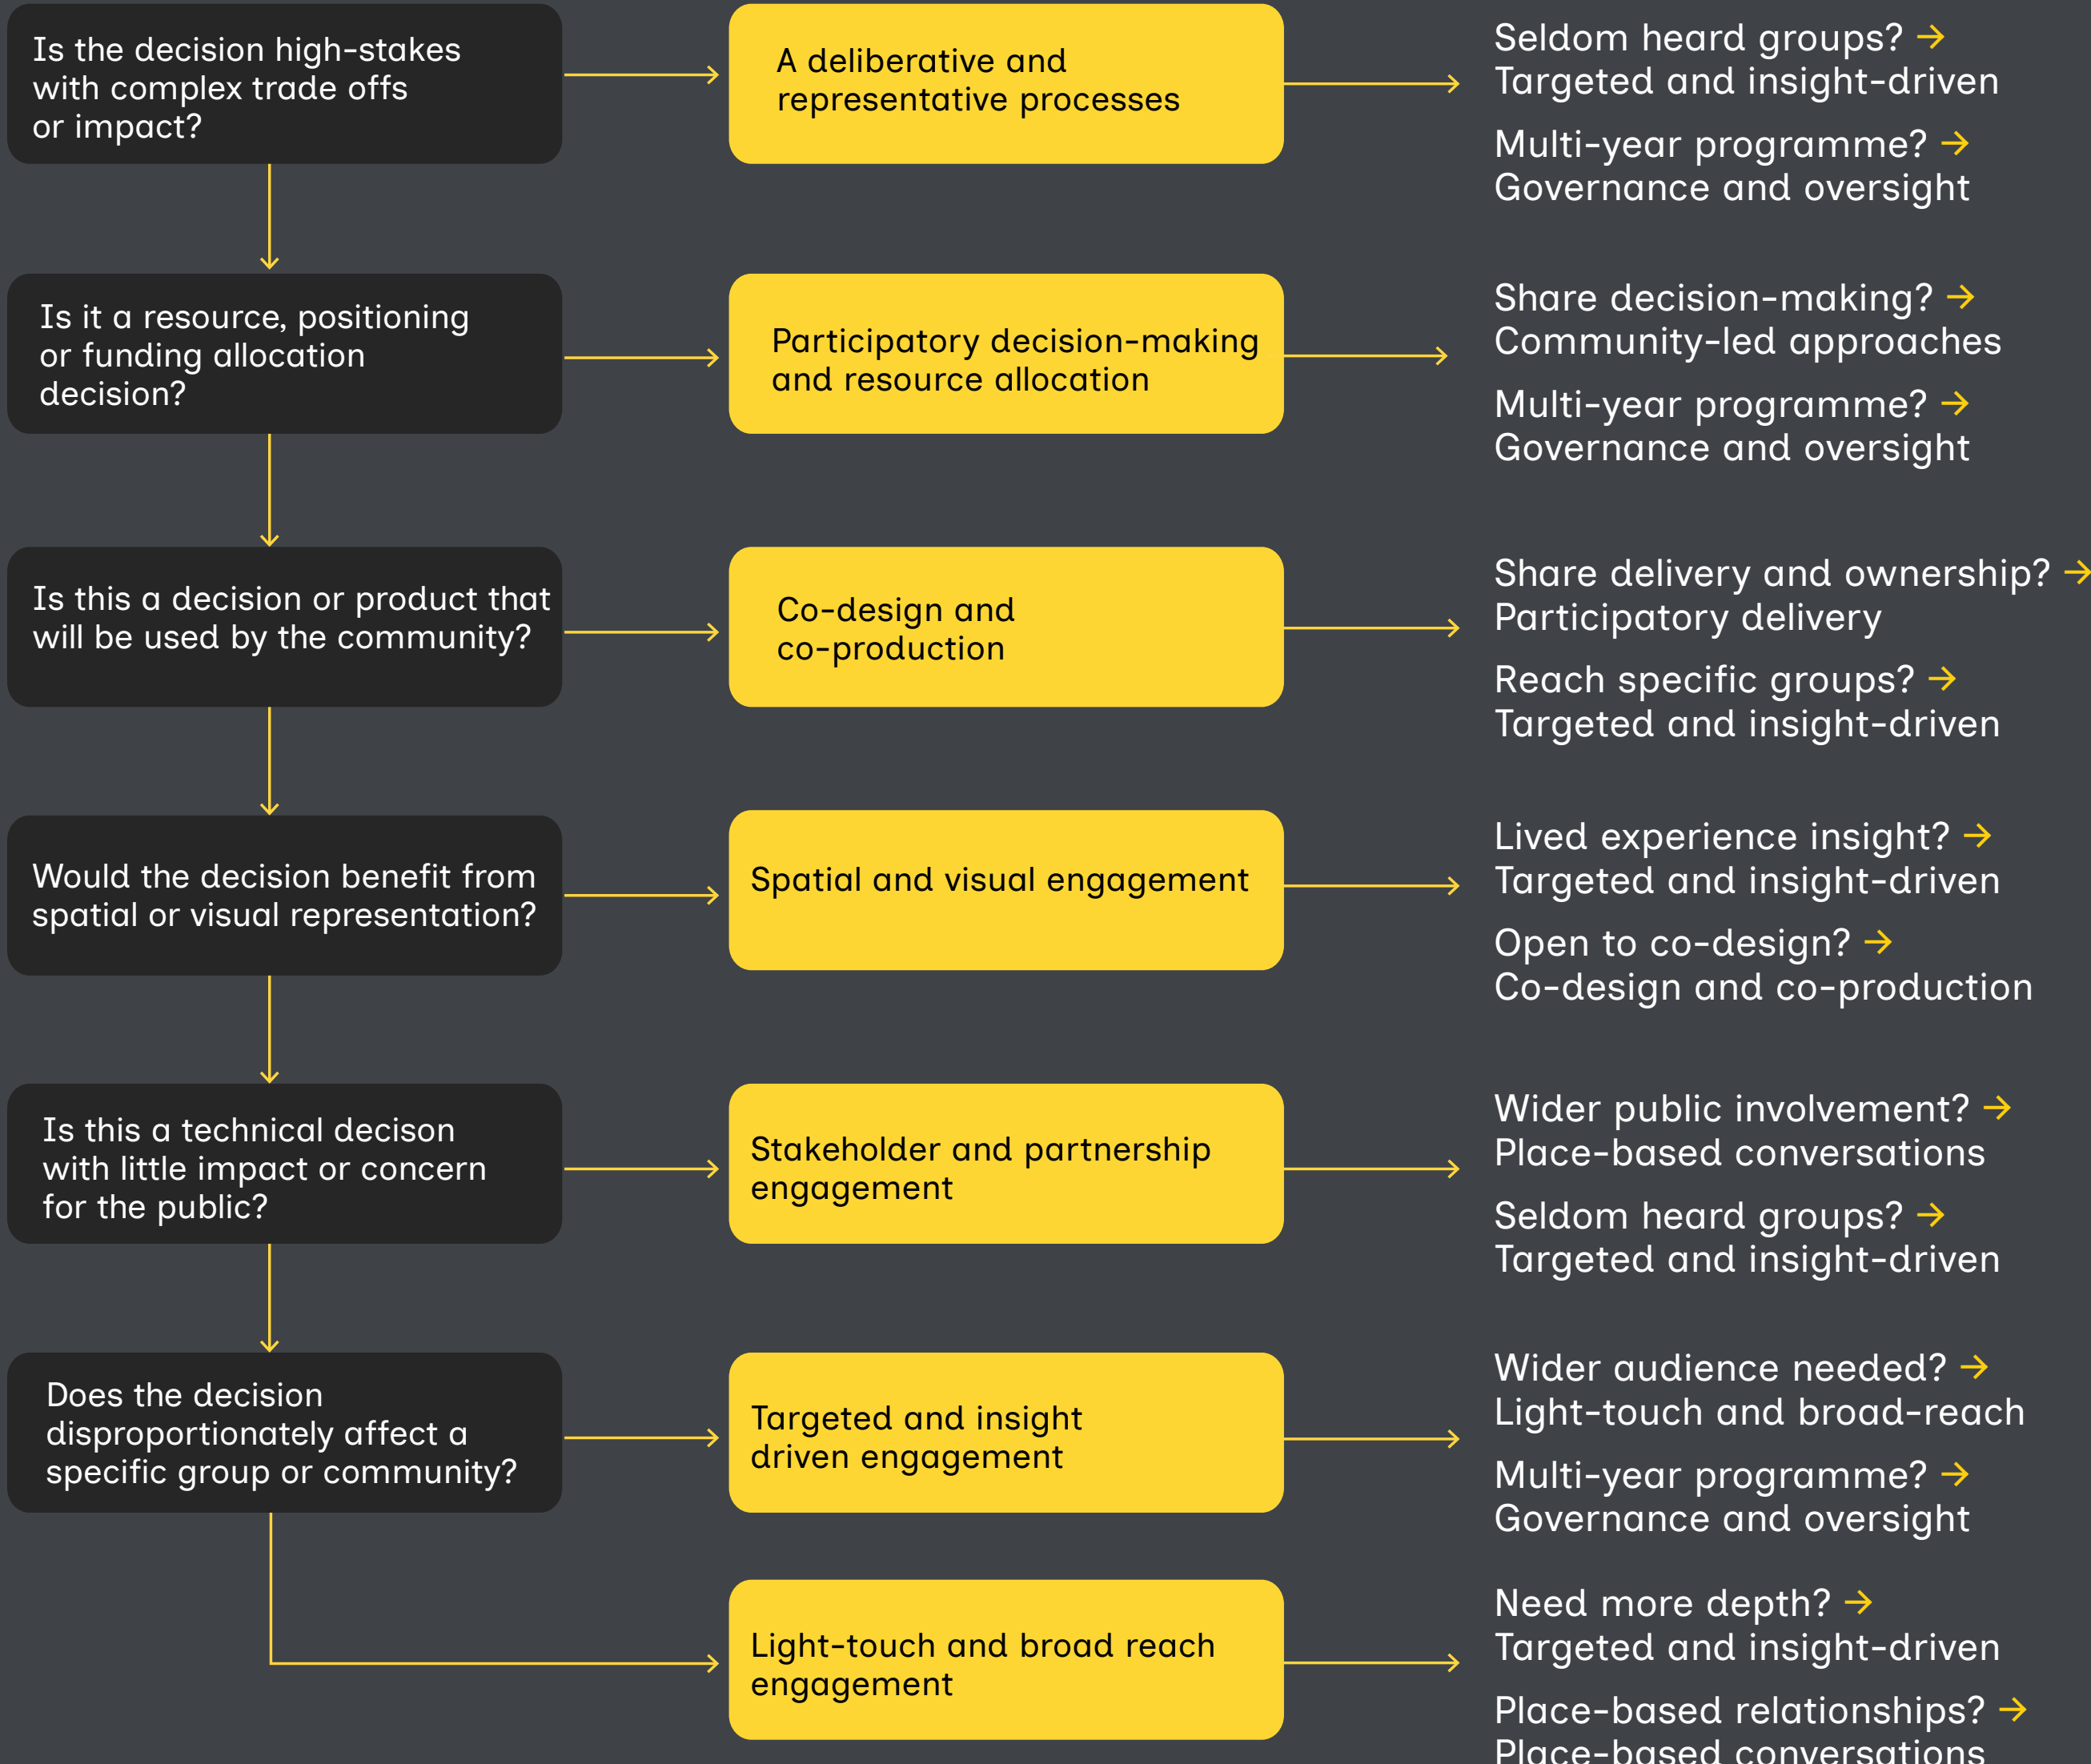 Is the decision high-stakes
with complex trade offs
or impact?
A deliberative and
representative processes
Seldom heard groups? →
Targeted and insight-driven
Multi-year programme? →
Governance and oversight
Is it a resource, positioning
or funding allocation
decision?
Participatory decision-making
and resource allocation
Share decision-making? →
Community-led approaches
Multi-year programme? →
Governance and oversight
Is this a decision or product that
will be used by the community?
Co-design and
co-production
Share delivery and ownership? →
Participatory delivery
Reach specific groups? →
Targeted and insight-driven
Would the decision benefit from
spatial or visual representation?
Spatial and visual engagement
Lived experience insight? →
Targeted and insight-driven
Open to co-design? →
Co-design and co-production
Is this a technical decison
with little impact or concern
for the public?
Stakeholder and partnership
engagement
Wider public involvement? →
Place-based conversations
Seldom heard groups? →
Targeted and insight-driven
Does the decision
disproportionately affect a
specific group or community?
Targeted and insight
driven engagement
Wider audience needed? →
Light-touch and broad-reach
Multi-year programme? →
Governance and oversight
Light-touch and broad reach
engagement
Need more depth? →
Targeted and insight-driven
Place-based relationships? →
Place-based conversations